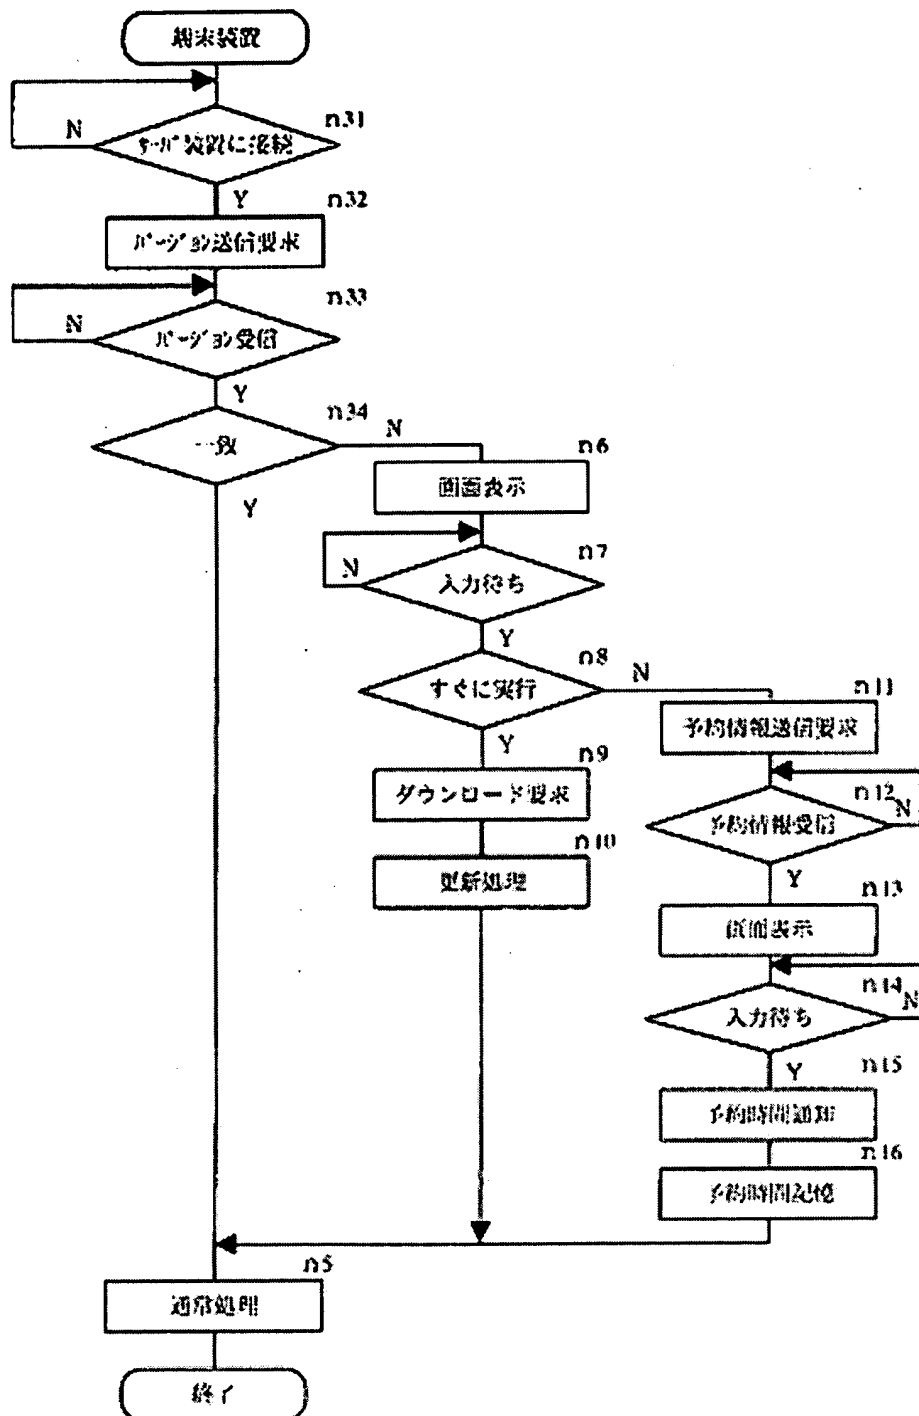 端末装置
n31
N
サーバ装置に接続
Y
n32
バージョン送信要求
n33
N
バージョン受信
Y
n34
一致
N
Y
n6
画面表示
n7
N
入力待ち
Y
n8
すぐに実行
N
Y
n9
ダウンロード要求
n10
更新処理
n11
予約情報送信要求
n12
予約情報受信
N
Y
n13
画面表示
n14
入力待ち
N
Y
n15
予約時間通知
n16
予約時間記憶
n5
通常処理
終了